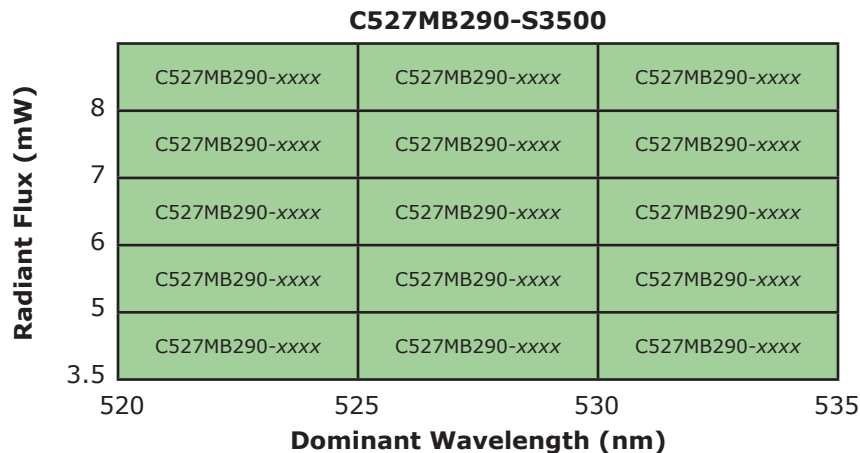 C527MB290-S3500
Radiant Flux (mW)
C527MB290-xxxx C527MB290-xxxx C527MB290-xxxx
8
C527MB290-xxxx C527MB290-xxxx C527MB290-xxxx
7
C527MB290-xxxx C527MB290-xxxx C527MB290-xxxx
6
C527MB290-xxxx C527MB290-xxxx C527MB290-xxxx
5
C527MB290-xxxx C527MB290-xxxx C527MB290-xxxx
3.5
520 525 530 535
Dominant Wavelength (nm)